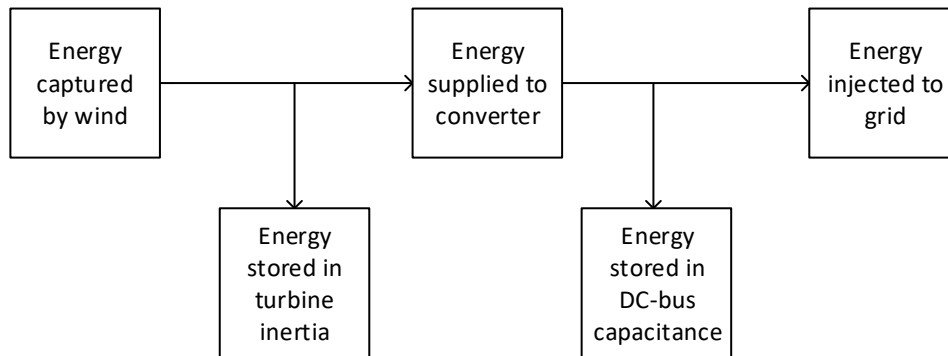 Energy
captured
by wind
Energy
supplied to
converter
Energy
injected to
grid
Energy
stored in
turbine
inertia
Energy
stored in
DC-bus
capacitance